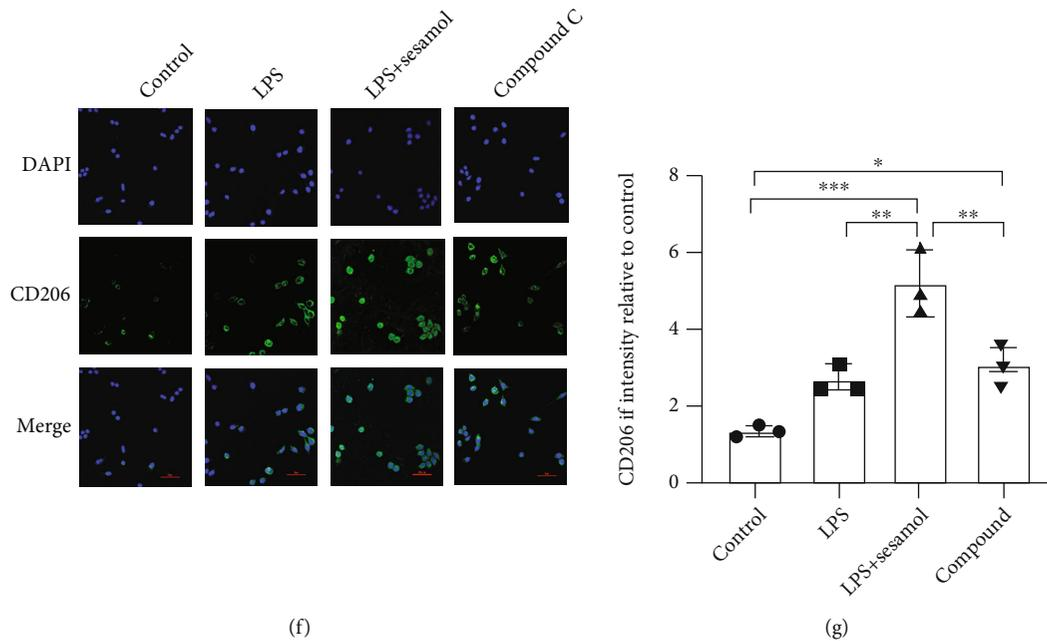 Control
LPS
LPS+sesamol
Compound C
DAPI
CD206
Merge
(f)
CD206 if intensity relative to control
8
6
4
2
0
*
***
**
**
Control
LPS
LPS+sesamol
Compound
(g)